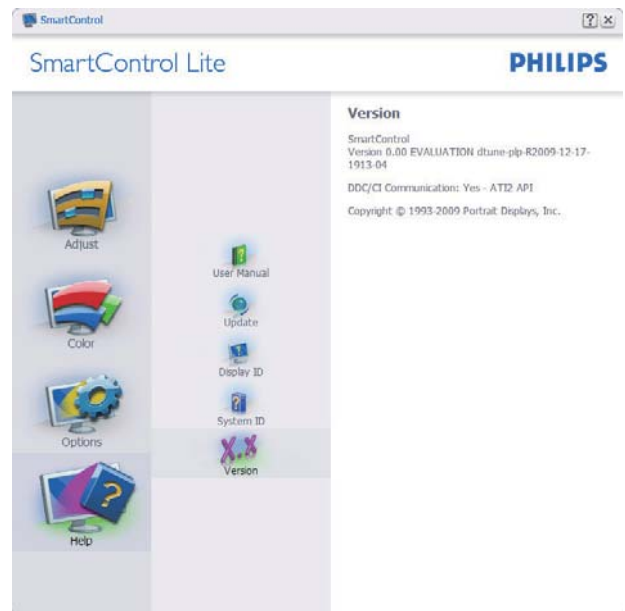 SmartControl
SmartControl Lite
PHILIPS
Adjust
Color
Options
Help
User Manual
Update
Display ID
System ID
X.X
Version
Version
SmartControl
Version 0.00 EVALUATION dtune-plp-R2009-12-17-
1913-04
DDC/CI Communication: Yes - ATI2 API
Copyright © 1993-2009 Portrait Displays, Inc.